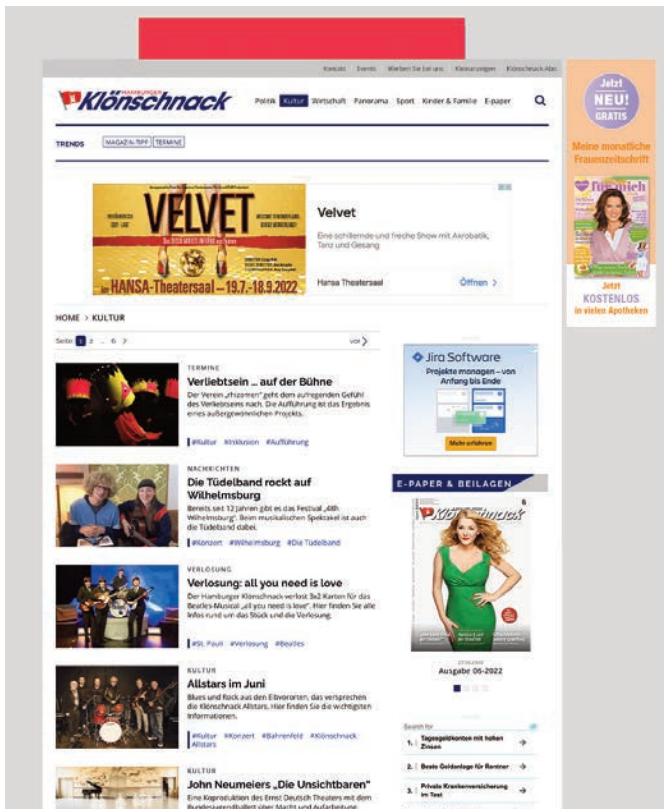 Kontakt Events Werben Sie bei uns Kleinanzeigen Klönschnack Abo
HAMBURGER
Klönschnack
Politik Kultur Wirtschaft Panorama Sport Kinder & Familie E-paper
TRENDS MAGAZIN-TIPP TERMINE
VELVET
im HANSA-Theatersaal – 19.7.-18.9.2022
Velvet
Eine schillernde und freche Show mit Akrobatik,
Tanz und Gesang
Hansa Theatersaal Öffnen
Jetzt
NEU!
GRATIS
Meine monatliche
Frauenzeitschrift
für mich
Jetzt
KOSTENLOS
in vielen Apotheken
HOME > KULTUR
Seite 1 2 ... 6 > vor >
TERMINE
Verliebtsein ... auf der Bühne
Der Verein „rhizomen“ geht dem aufregenden Gefühl
des Verliebtseins nach. Die Aufführung ist das Ergebnis
eines außergewöhnlichen Projekts.
#Kultur #Inklusion #Aufführung
NACHRICHTEN
Die Tüdelband rockt auf
Wilhelmsburg
Bereits seit 12 Jahren gibt es das Festival „48h
Wilhelmsburg“. Beim musikalischen Spektakel ist auch
die Tüdelband dabei.
#Konzert #Wilhelmsburg #Die Tüdelband
VERLOSUNG
Verlosung: all you need is love
Der Hamburger Klönschnack verlost 3x2 Karten für das
Beatles-Musical „all you need is love“. Hier finden Sie alle
Infos rund um das Stück und die Verlosung.
#St. Pauli #Verlosung #Beatles
KULTUR
Allstars im Juni
Blues und Rock aus den Elbvororten, das versprechen
die Klönschnack Allstars. Hier finden Sie die wichtigsten
Informationen.
#Kultur #Konzert #Bahrenfeld #Klönschnack
Allstars
KULTUR
John Neumeiers „Die Unsichtbaren“
Eine Koproduktion des Ernst Deutsch Theaters mit dem
Bundesjugendballett über Macht und Aufarbeitung
Jira Software
Projekte managen – von
Anfang bis Ende
Mehr erfahren
E-PAPER & BEILAGEN
6
Klönschnack
Ausgabe 06-2022
Search for
1. Tagesgeldkonten mit hohen
Zinsen
2. Beste Geldanlage für Rentner
3. Private Krankenversicherung
im Test